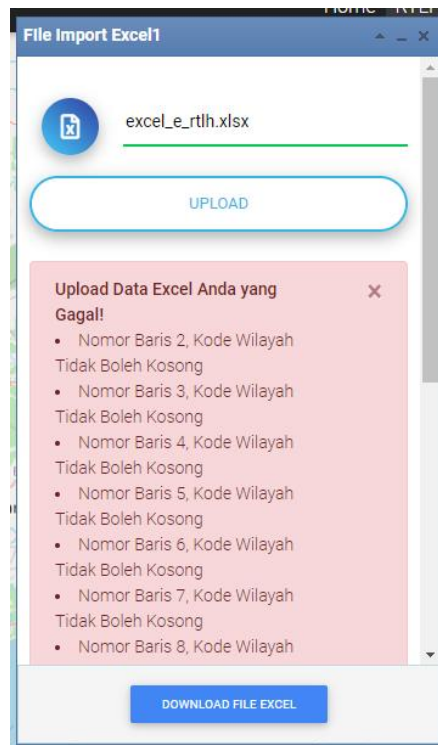 Home RTLH
File Import Excel1
excel_e_rtlh.xlsx
UPLOAD
Upload Data Excel Anda yang
Gagal!
• Nomor Baris 2, Kode Wilayah
Tidak Boleh Kosong
• Nomor Baris 3, Kode Wilayah
Tidak Boleh Kosong
• Nomor Baris 4, Kode Wilayah
Tidak Boleh Kosong
• Nomor Baris 5, Kode Wilayah
Tidak Boleh Kosong
• Nomor Baris 6, Kode Wilayah
Tidak Boleh Kosong
• Nomor Baris 7, Kode Wilayah
Tidak Boleh Kosong
• Nomor Baris 8, Kode Wilayah
DOWNLOAD FILE EXCEL